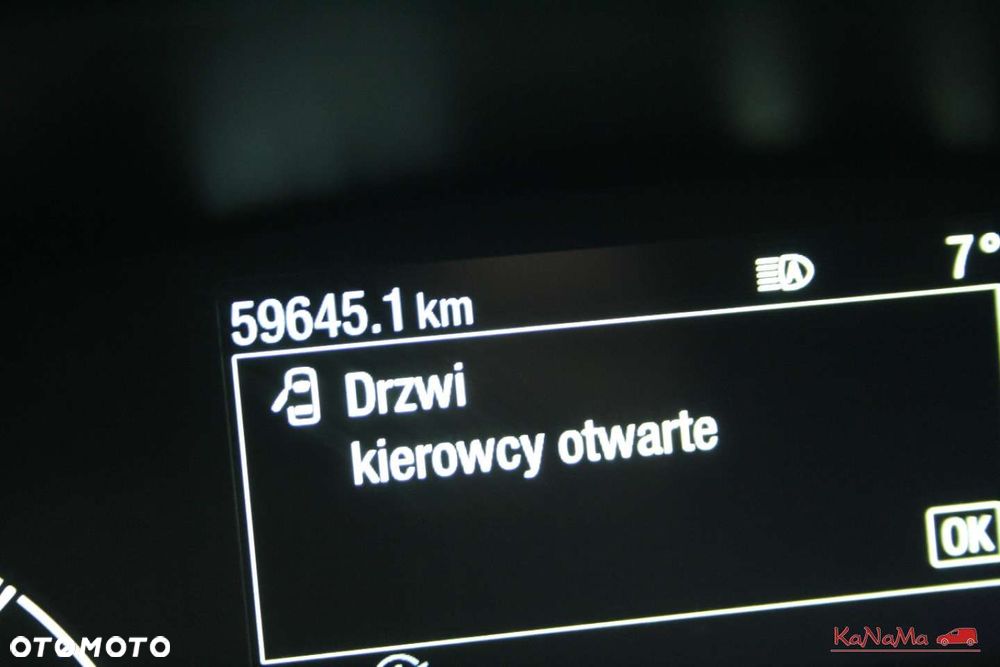 59645.1 km
7°
Drzwi
kierowcy otwarte
OK
OTOMOTO
KaNaMa